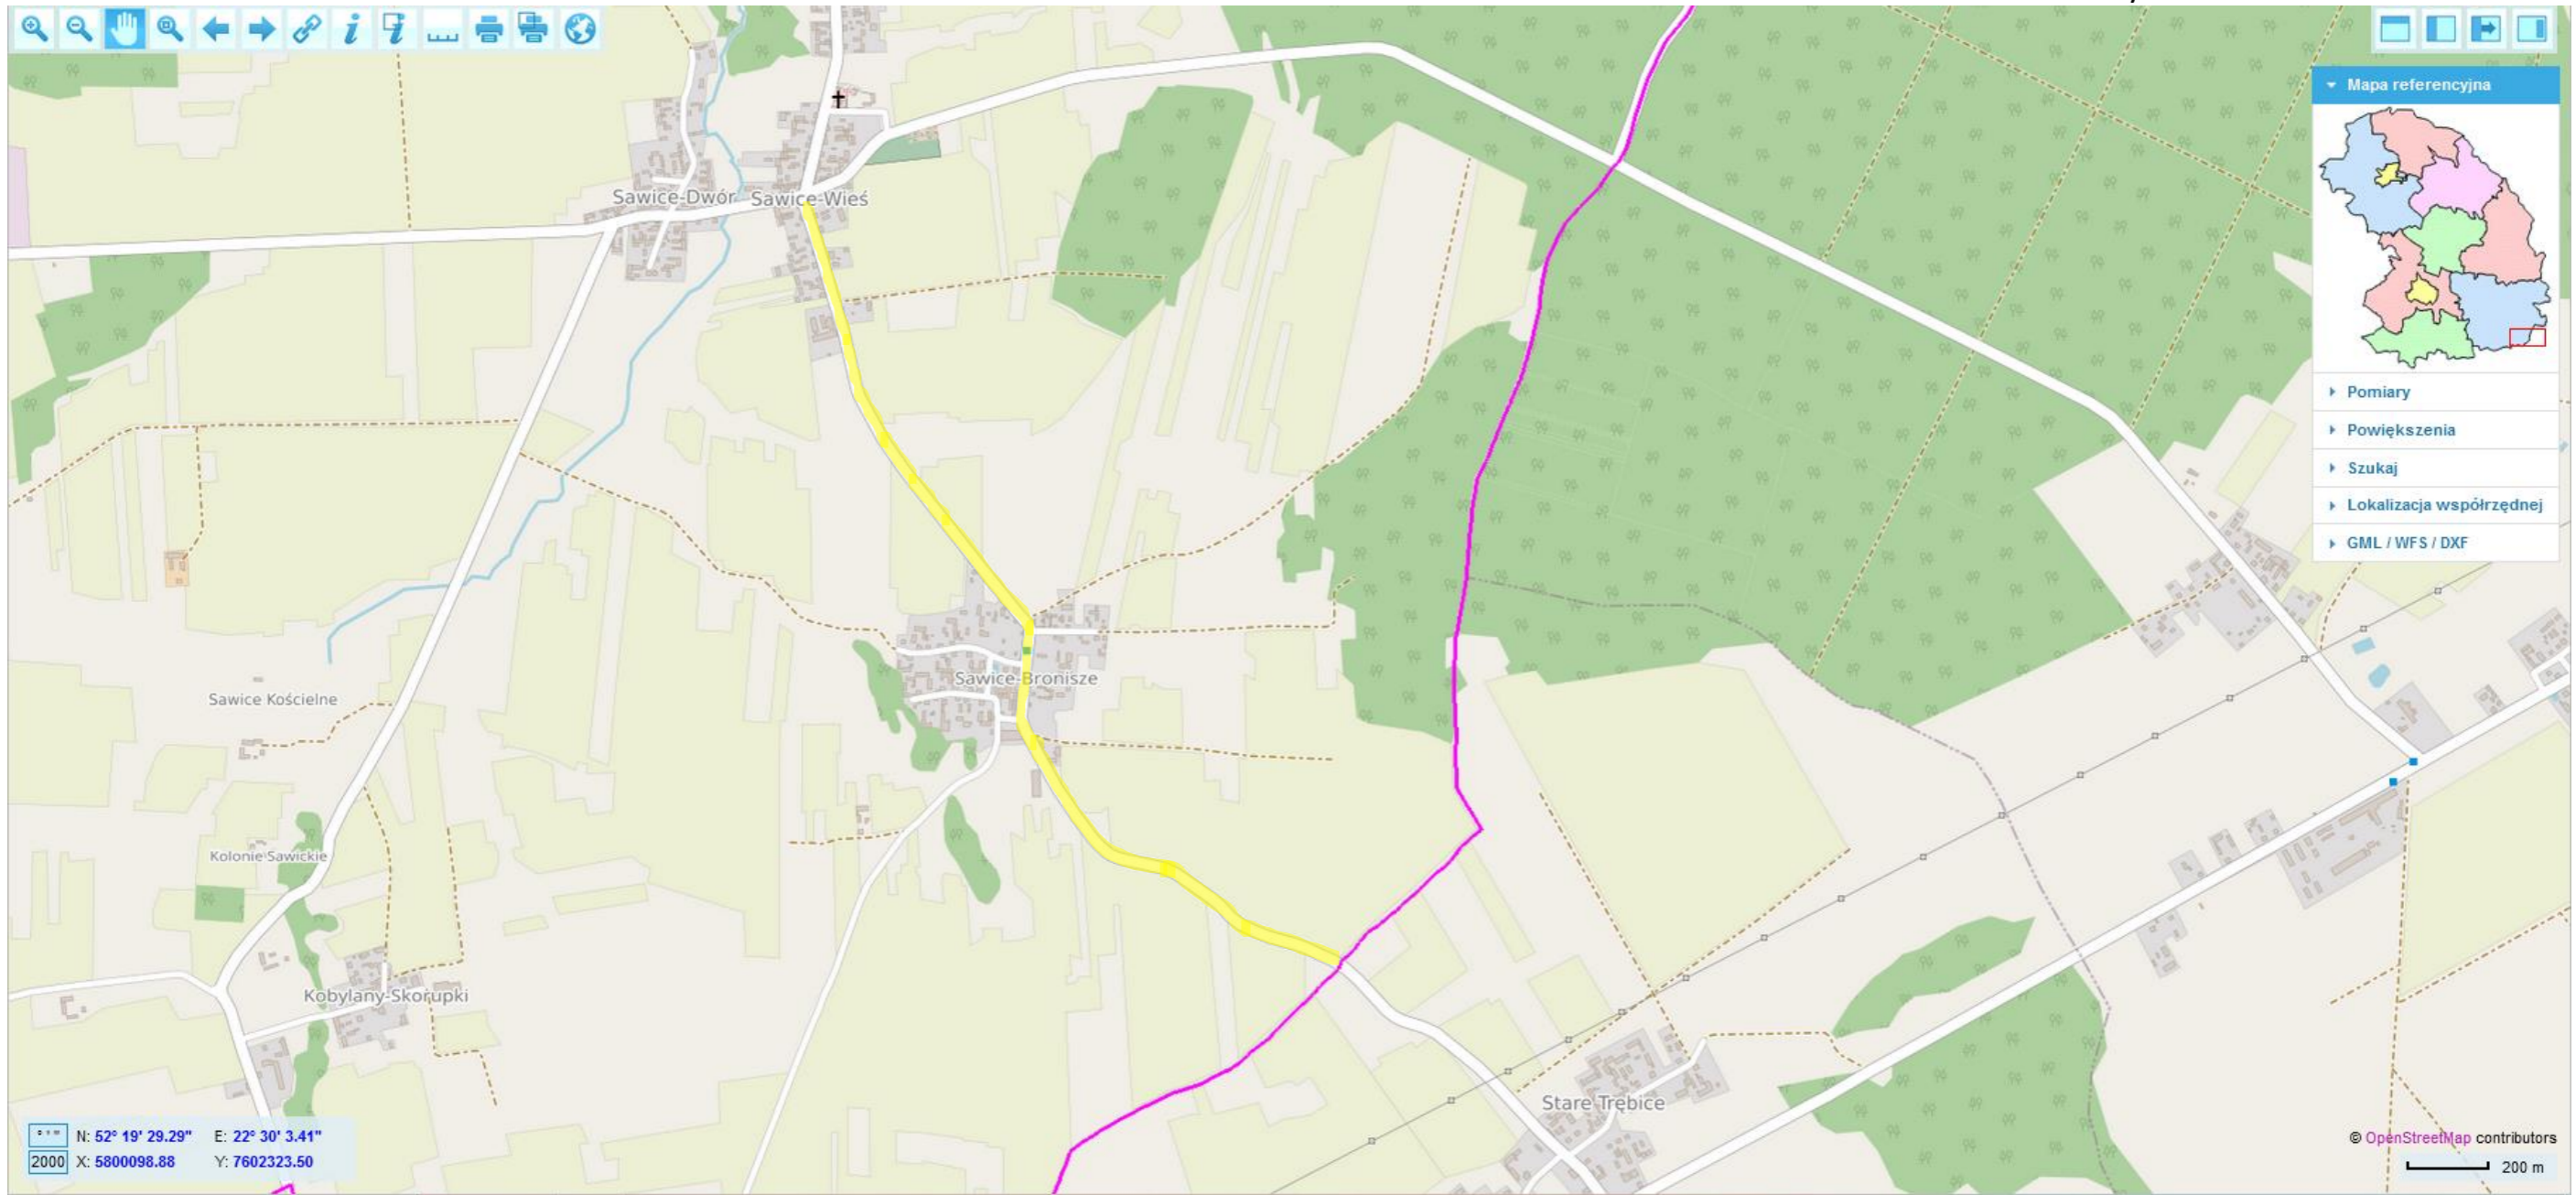 Mapa referencyjna
Sawice-Dwór
Sawice-Wieś
Pomiary
Powiększenia
Szukaj
Lokalizacja współrzędnej
GML / WFS / DXF
Sawice-Bronisze
Sawice Kościelne
Kolonie Sawickie
Kobylany-Skorupki
Stare Trębice
° ' " N: 52° 19' 29.29" E: 22° 30' 3.41"
2000 X: 5800098.88 Y: 7602323.50
© OpenStreetMap contributors
200 m